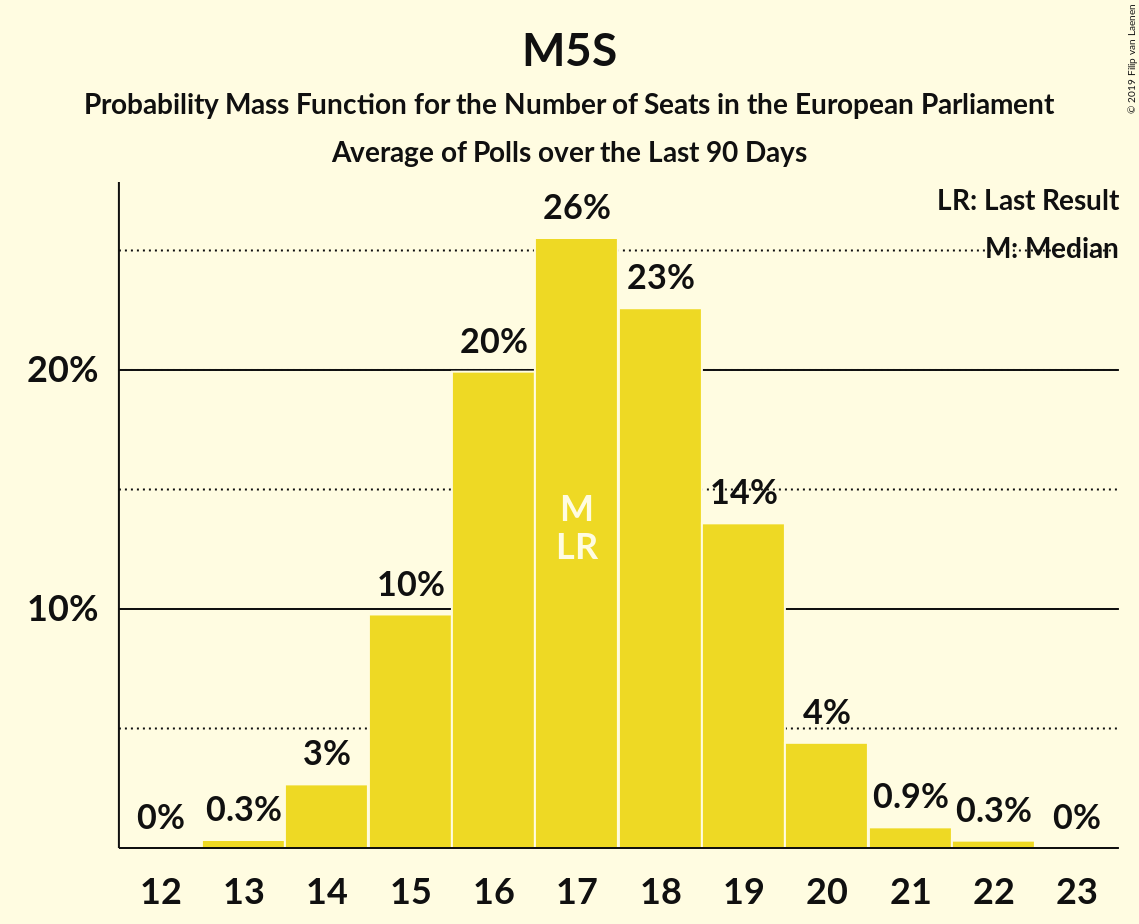 M5S
Probability Mass Function for the Number of Seats in the European Parliament
Average of Polls over the Last 90 Days
© 2019 Filip van Laenen
LR: Last Result
M: Median
26%
23%
20%
20%
14%
M
LR
10%
10%
4%
3%
0%
0.3%
0.9%
0.3%
0%
12 13 14 15 16 17 18 19 20 21 22 23